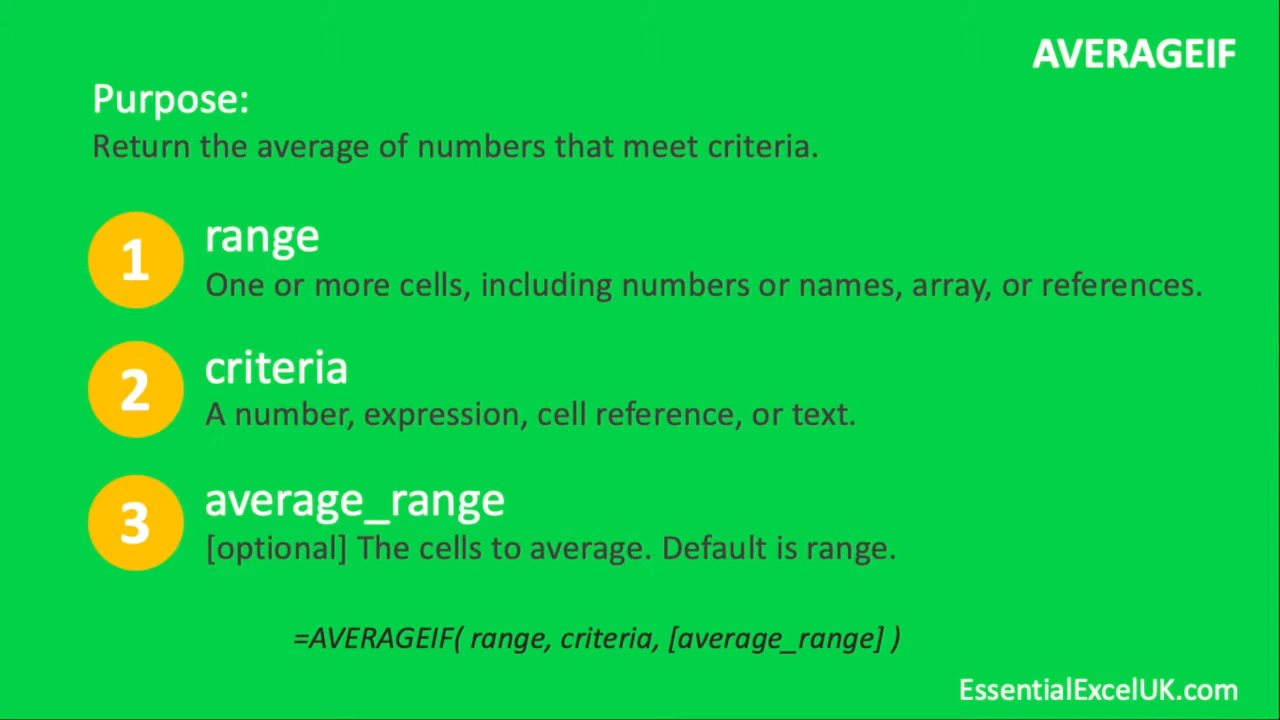 AVERAGEIF
Purpose:
Return the average of numbers that meet criteria.
1
range
One or more cells, including numbers or names, array, or references.
2
criteria
A number, expression, cell reference, or text.
3
average_range
[optional] The cells to average. Default is range.
=AVERAGEIF( range, criteria, [average_range] )
EssentialExcelUK.com